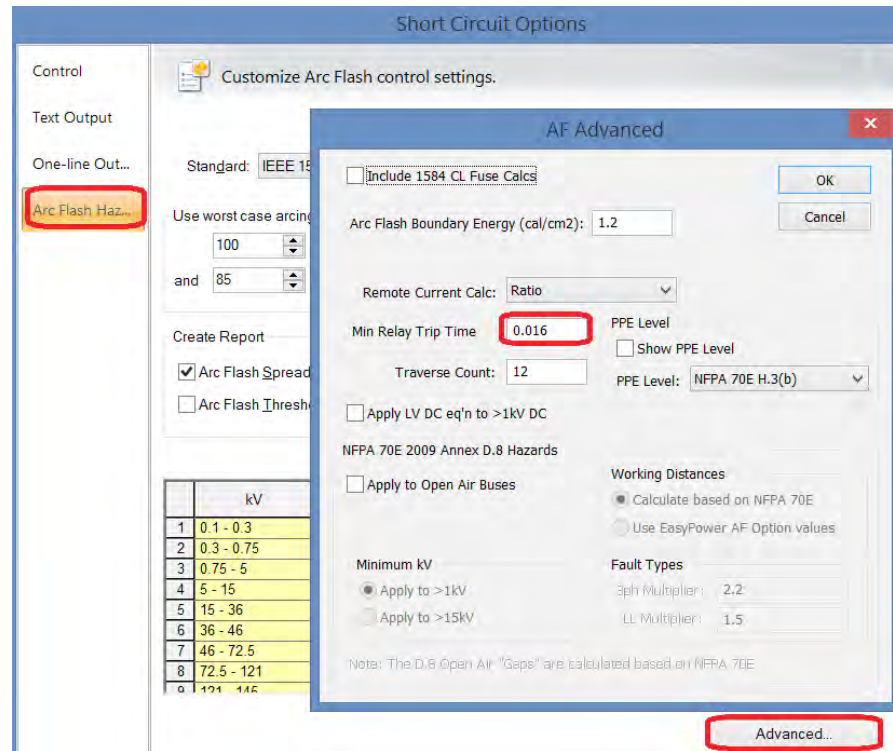 Short Circuit Options
Control
Text Output
One-line Out...
Arc Flash Haz...
Customize Arc Flash control settings.
Standard: IEEE 15
Use worst case arcing
100
and 85
Create Report
Arc Flash Spread
Arc Flash Thresh
kV
1 0.1 - 0.3
2 0.3 - 0.75
3 0.75 - 5
4 5 - 15
5 15 - 36
6 36 - 46
7 46 - 72.5
8 72.5 - 121
9 121 - 145
AF Advanced
x
Include 1584 CL Fuse Calcs
OK
Arc Flash Boundary Energy (cal/cm2): 1.2
Cancel
Remote Current Calc: Ratio
Min Relay Trip Time 0.016
PPE Level
Show PPE Level
Traverse Count: 12
PPE Level: NFPA 70E H.3(b)
Apply LV DC eq'n to >1kV DC
NFPA 70E 2009 Annex D.8 Hazards
Apply to Open Air Buses
Working Distances
Calculate based on NFPA 70E
Use EasyPower AF Option values
Minimum kV
Apply to >1kV
Apply to >15kV
Fault Types
3ph Multiplier: 2.2
LL Multiplier: 1.5
Note: The D.8 Open Air "Gaps" are calculated based on NFPA 70E
Advanced...